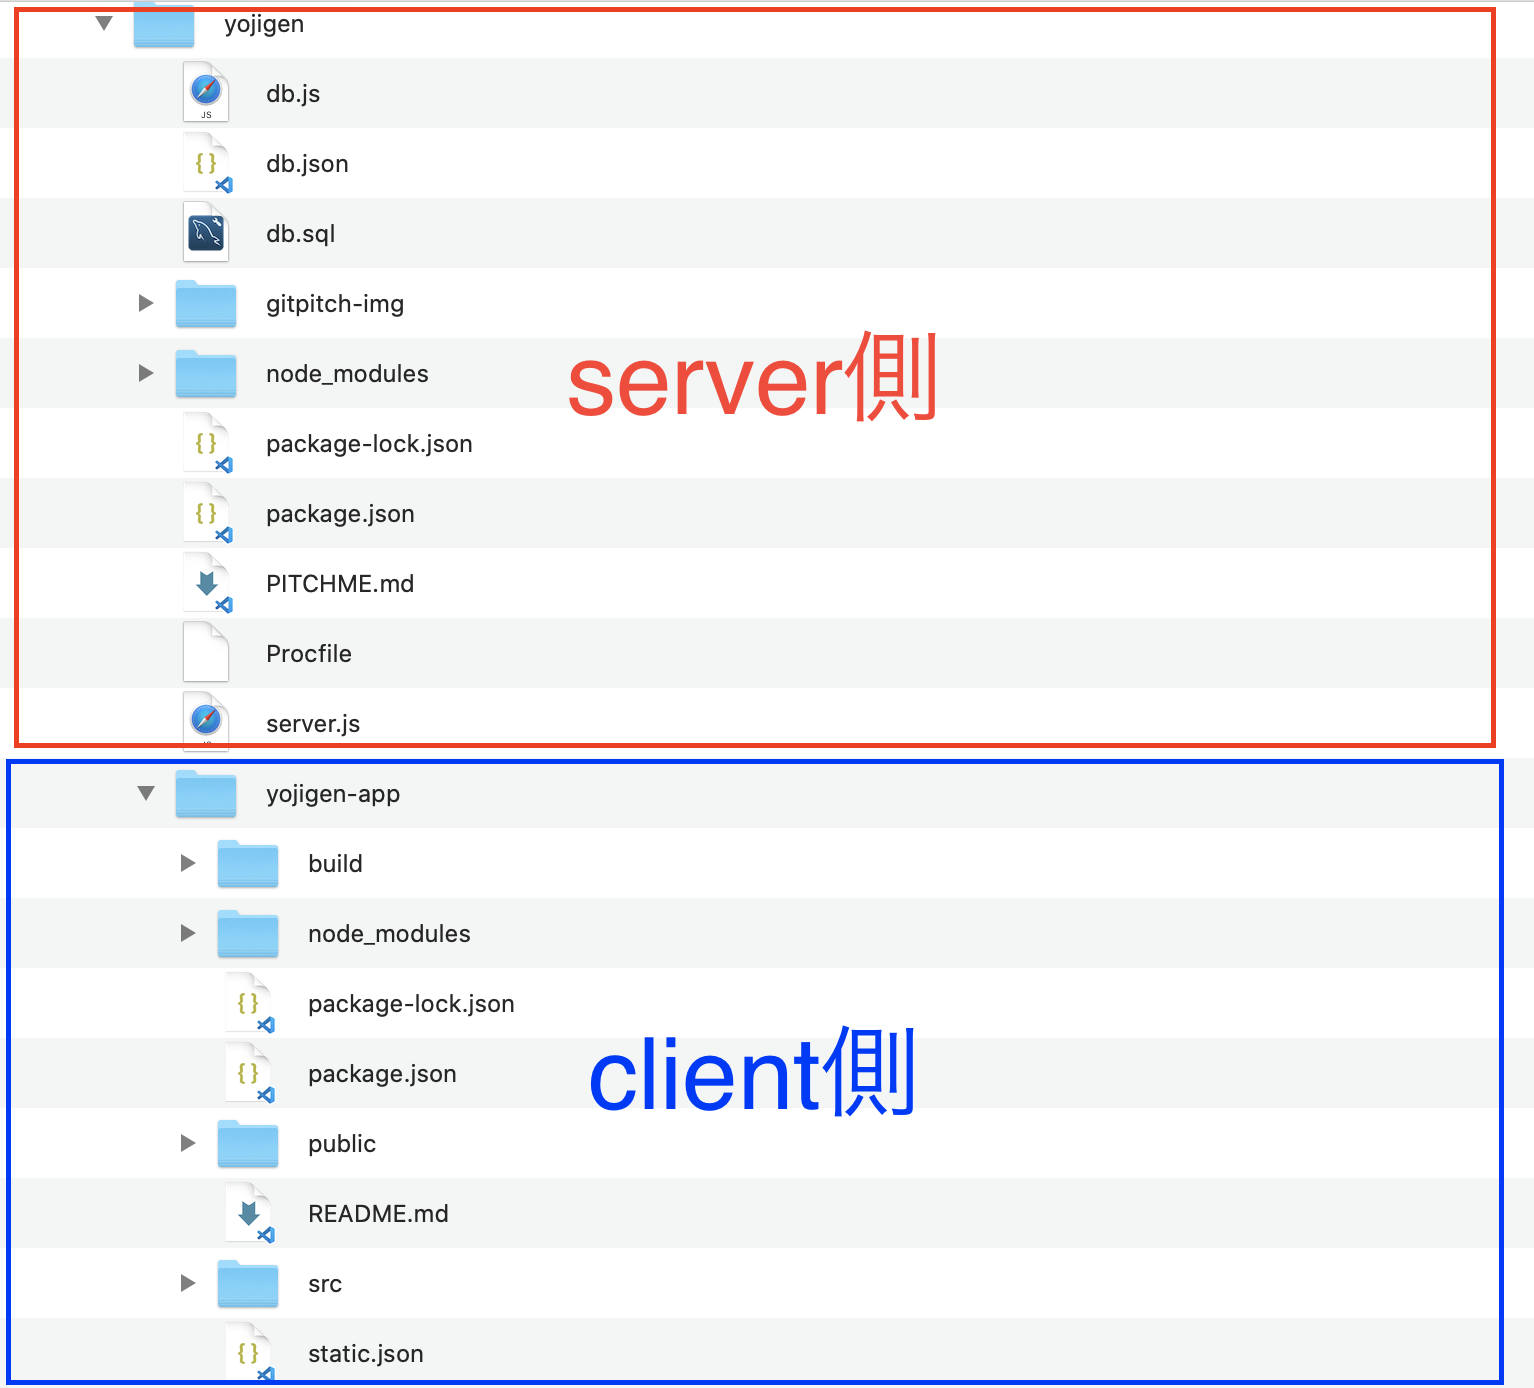 yojigen
db.js
JS
db.json
db.sql
gitpitch-img
node_modules
server側
package-lock.json
package.json
PITCHME.md
Procfile
server.js
yojigen-app
build
node_modules
package-lock.json
client側
package.json
public
README.md
src
static.json